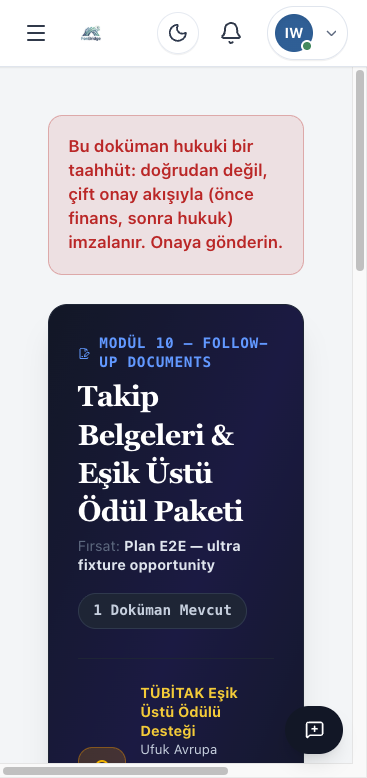 IW
Bu doküman hukuki bir
taahhüt: doğrudan değil,
çift onay akışıyla (önce
finans, sonra hukuk)
imzalanır. Onaya gönderin.
MODÜL 10 — FOLLOW-
UP DOCUMENTS
Takip
Belgeleri &
Eşik Üstü
Ödül Paketi
Fırsat: Plan E2E — ultra
fixture opportunity
1 Doküman Mevcut
TÜBİTAK Eşik
Üstü Ödülü
Desteği
Ufuk Avrupa